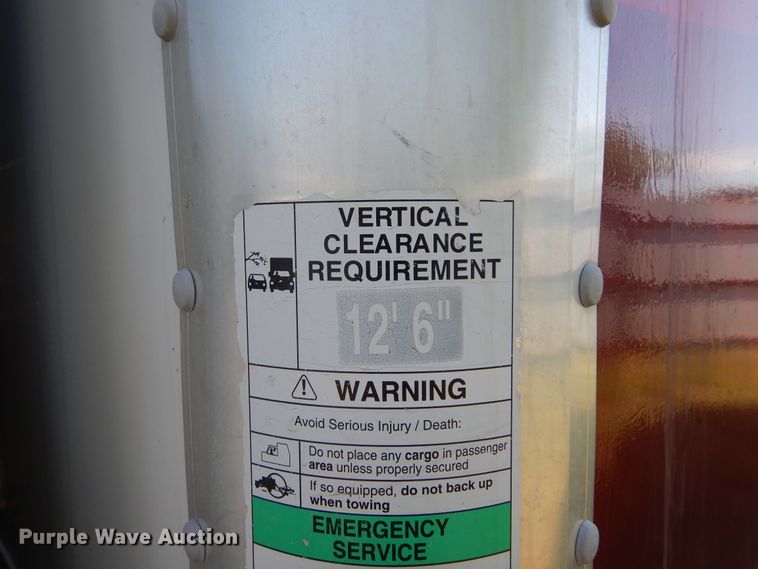 VERTICAL
CLEARANCE
REQUIREMENT
12' 6"
WARNING
Avoid Serious Injury / Death:
Do not place any cargo in passenger
area unless properly secured
If so equipped, do not back up
when towing
EMERGENCY
SERVICE
Purple Wave Auction